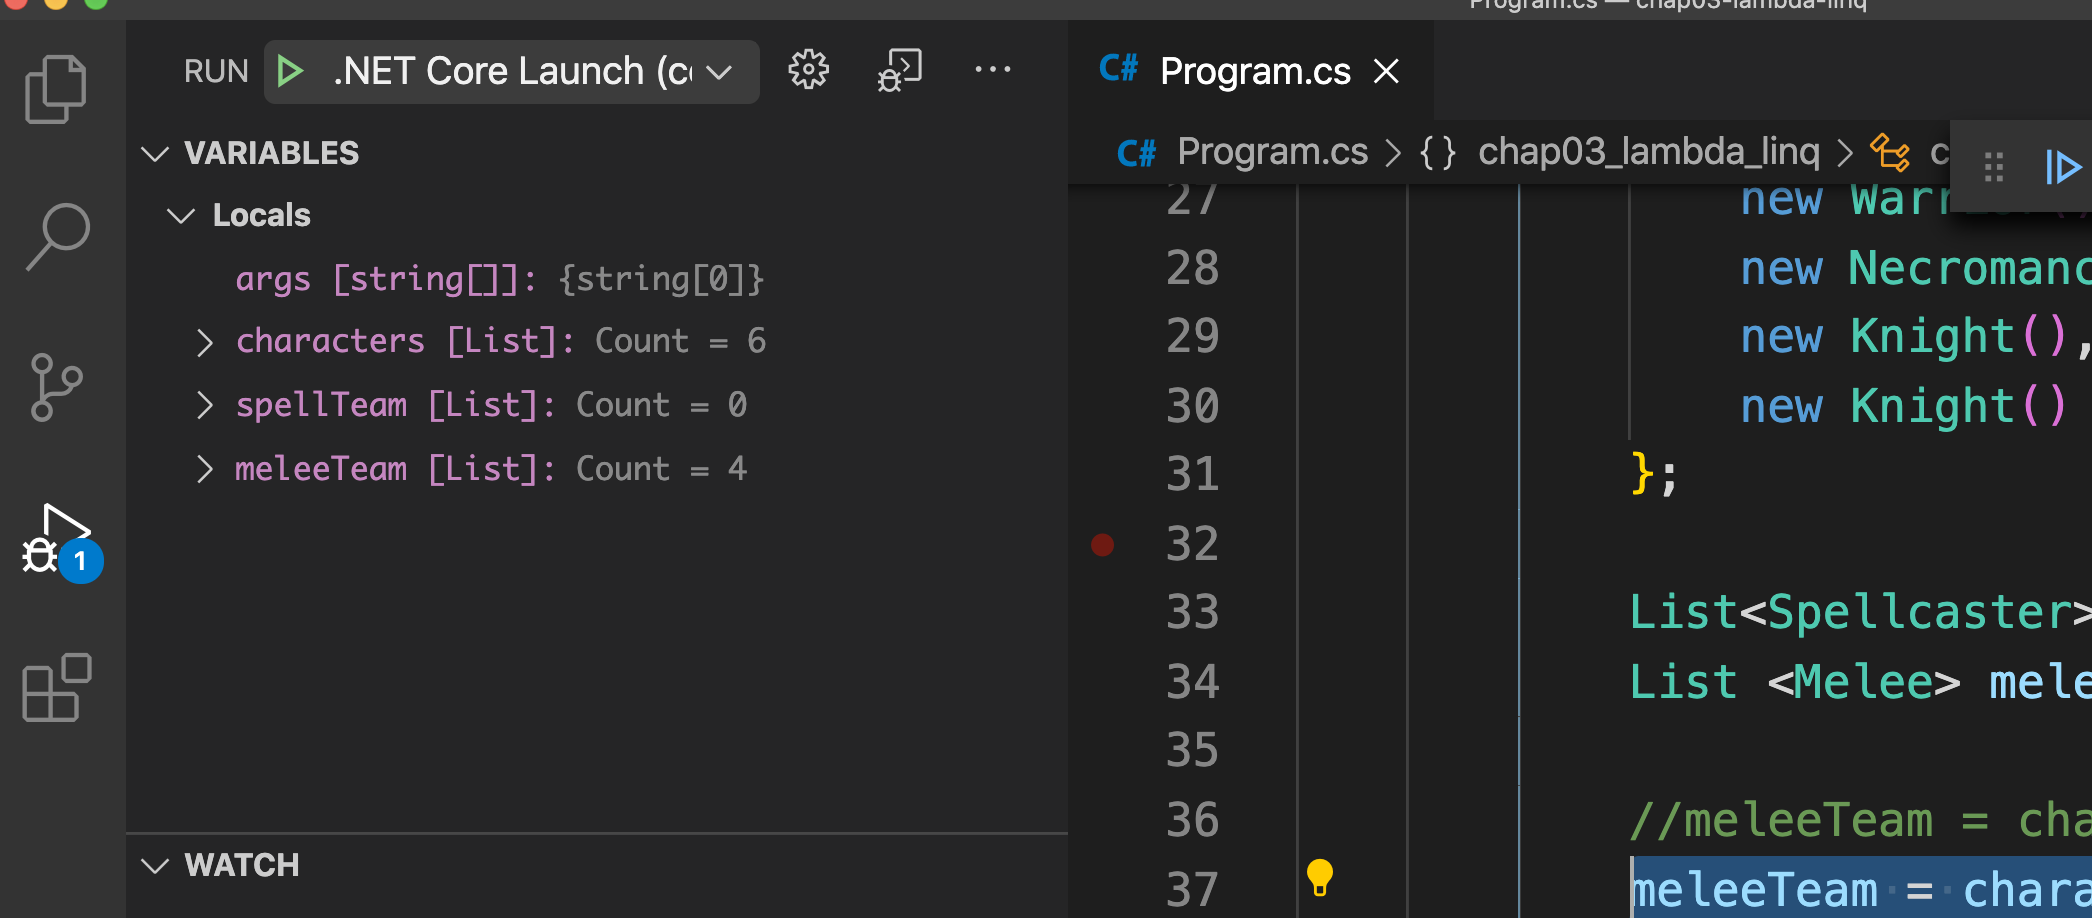 Program.cs — chap03-lambda-linq
RUN .NET Core Launch (co
VARIABLES
Locals
args [string[]]: {string[0]}
characters [List]: Count = 6
spellTeam [List]: Count = 0
meleeTeam [List]: Count = 4
1
WATCH
C# Program.cs
C# Program.cs > {} chap03_lambda_linq > c
27 new Warr
28 new Necromanc
29 new Knight(),
30 new Knight()
31 };
32
33 List<Spellcaster>
34 List <Melee> mele
35
36 //meleeTeam = cha
37 meleeTeam = chara